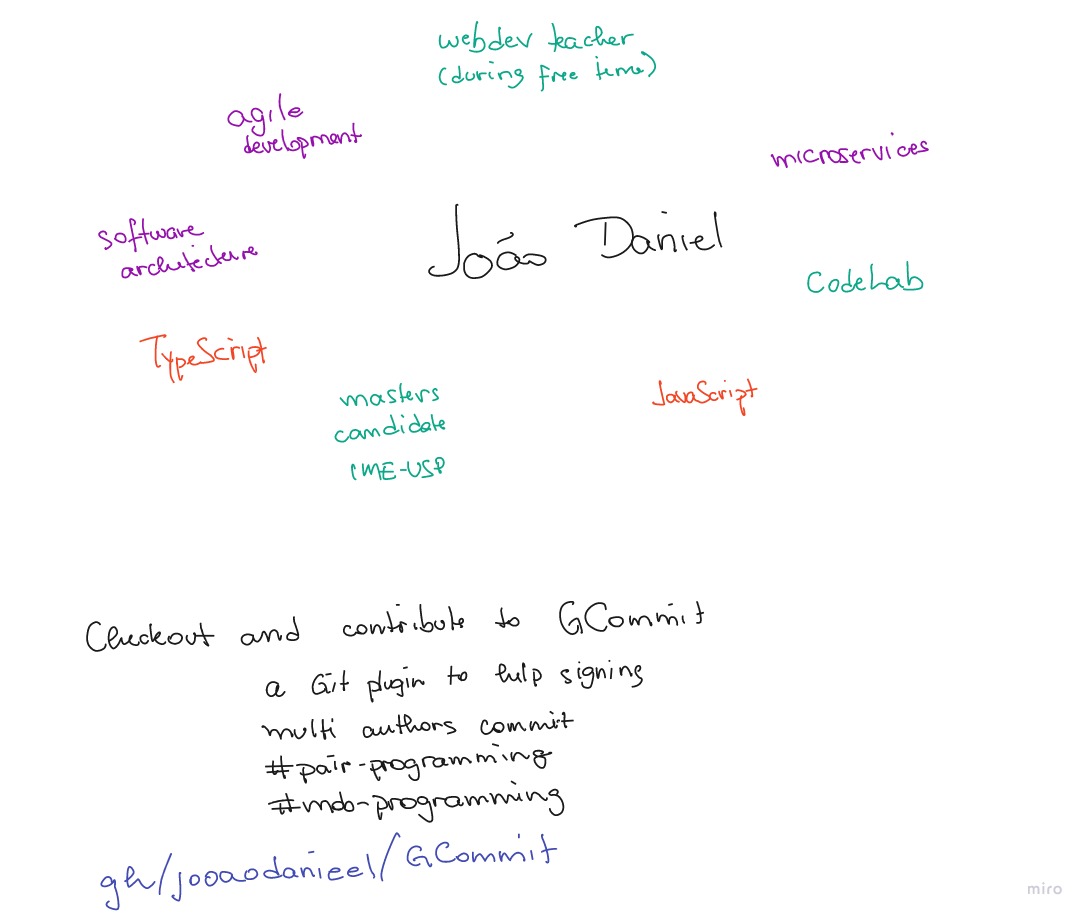 webdev teacher
(during free time)
agile
development
microservices
software
architecture
João Daniel
CodeLab
TypeScript
masters
candidate
IME-USP
JavaScript
Checkout and contribute to GCommit
a Git plugin to help signing
multi authors commit
#pair-programming
#mob-programming
gh/jooaodanieel/GCommit
miro